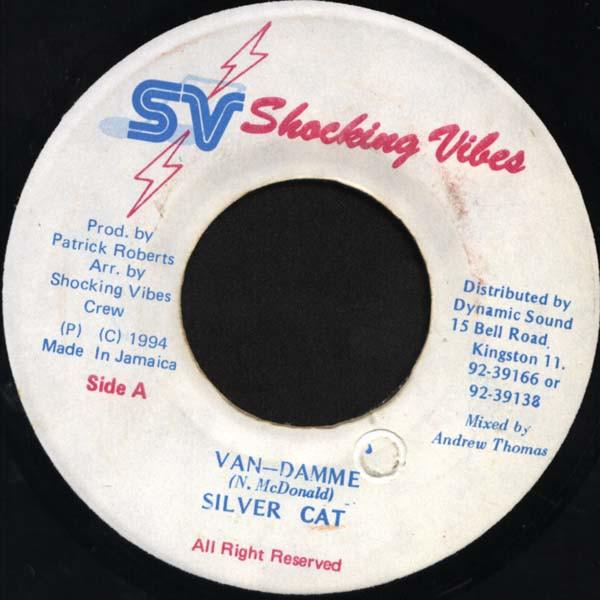 SV Shocking Vibes
Prod. by
Patrick Roberts
Arr. by
Shocking Vibes
Crew
(P) (C) 1994
Made In Jamaica
Side A
Distributed by
Dynamic Sound
15 Bell Road,
Kingston 11.
92-39166 or
92-39138
Mixed by
Andrew Thomas
VAN-DAMME
(N. McDonald)
SILVER CAT
All Right Reserved